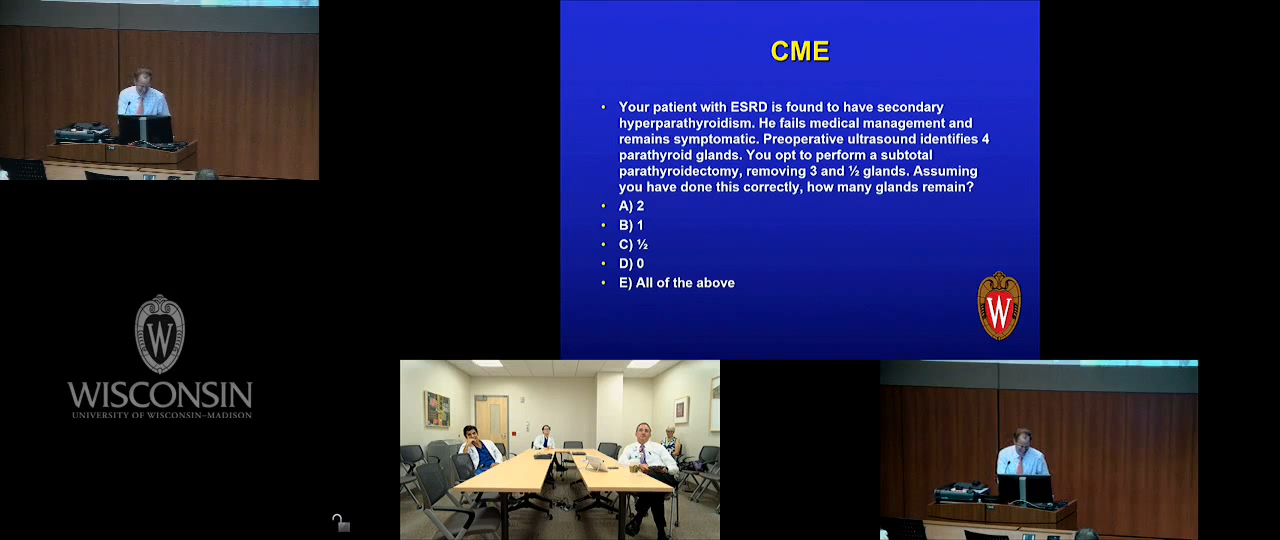 CME
• Your patient with ESRD is found to have secondary
hyperparathyroidism. He fails medical management and
remains symptomatic. Preoperative ultrasound identifies 4
parathyroid glands. You opt to perform a subtotal
parathyroidectomy, removing 3 and ½ glands. Assuming
you have done this correctly, how many glands remain?
• A) 2
• B) 1
• C) ½
• D) 0
• E) All of the above
W
W
WISCONSIN
UNIVERSITY OF WISCONSIN–MADISON